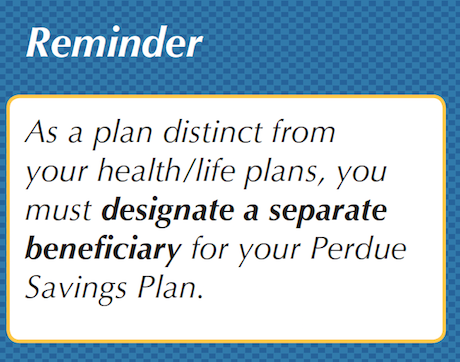 Reminder
As a plan distinct from
your health/life plans, you
must designate a separate
beneficiary for your Perdue
Savings Plan.